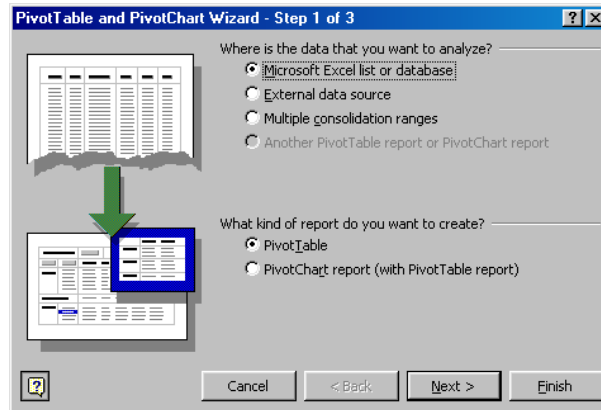 PivotTable and PivotChart Wizard - Step 1 of 3
Where is the data that you want to analyze?
Microsoft Excel list or database
External data source
Multiple consolidation ranges
Another PivotTable report or PivotChart report
What kind of report do you want to create?
PivotTable
PivotChart report (with PivotTable report)
Cancel
< Back
Next >
Finish